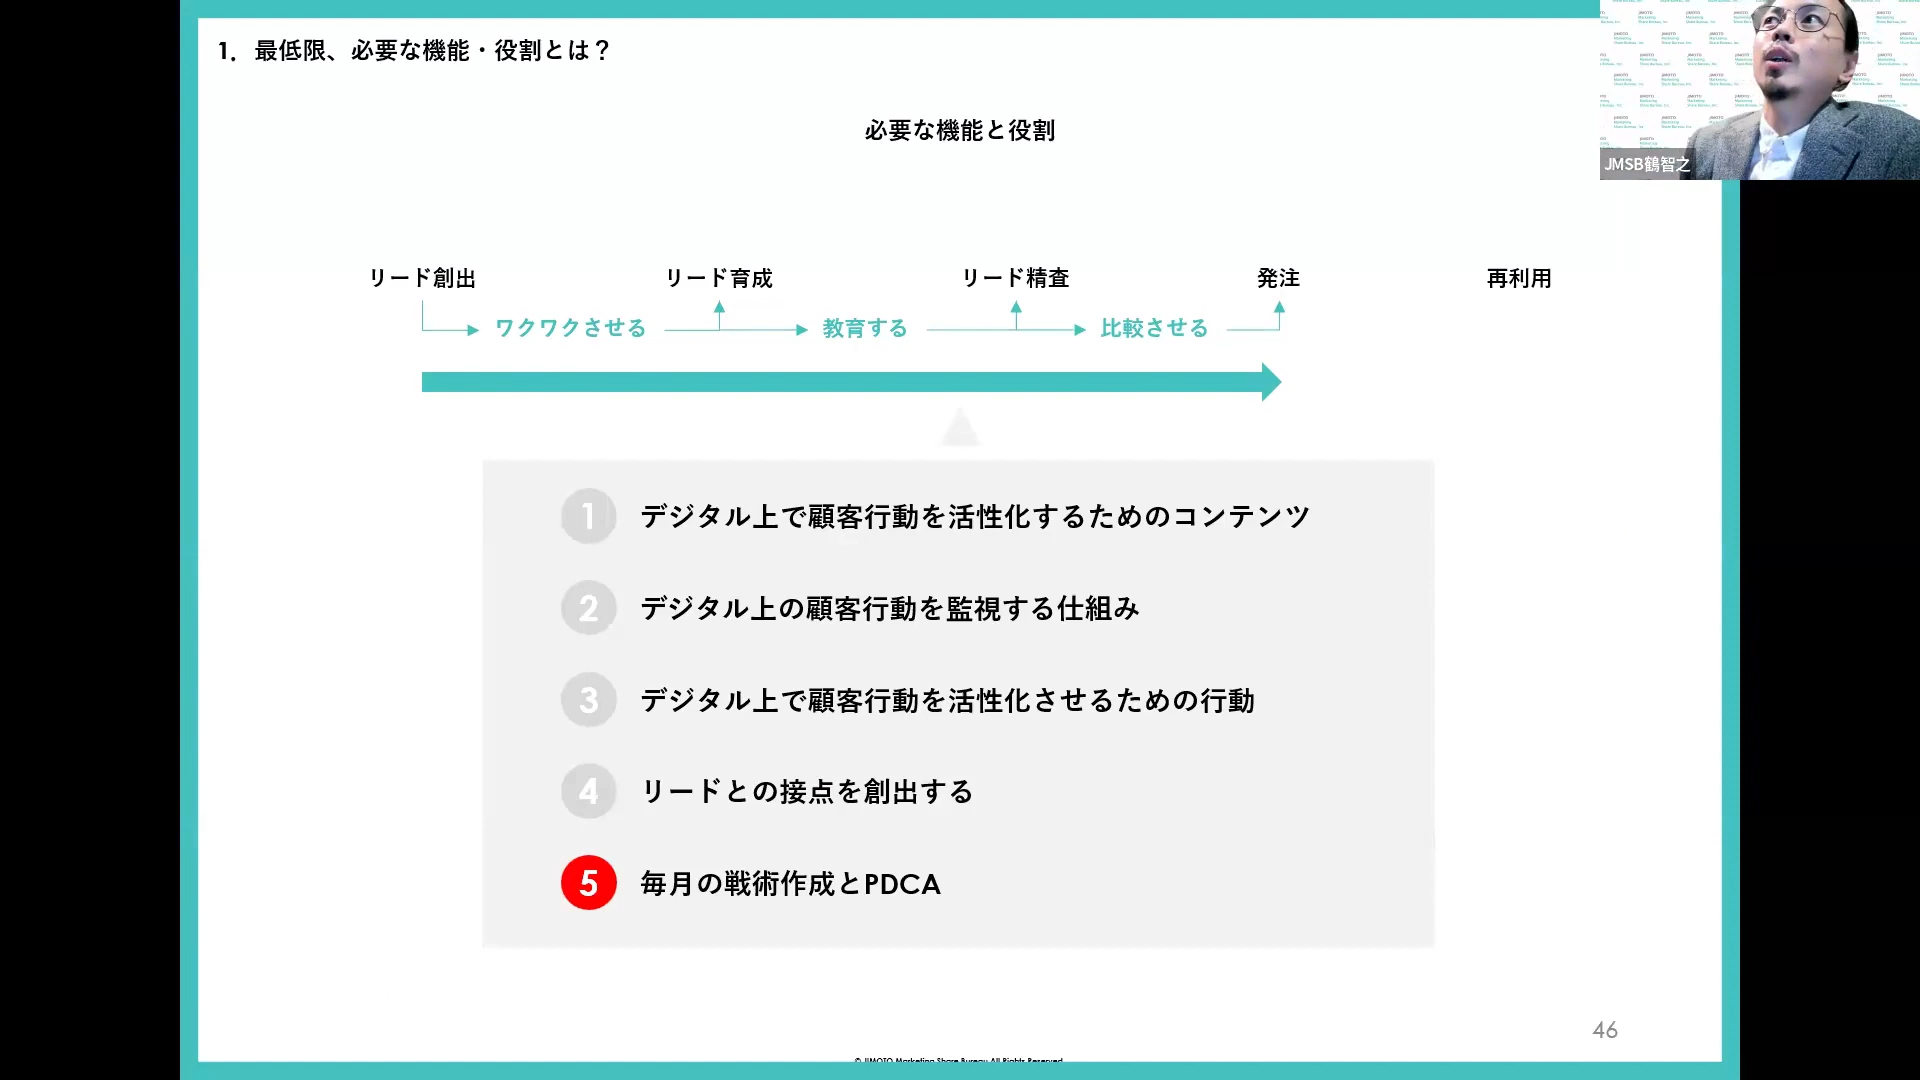 1. 最低限、必要な機能・役割とは？
必要な機能と役割
リード創出
リード育成
リード精査
発注
再利用
ワクワクさせる
教育する
比較させる
1 デジタル上で顧客行動を活性化するためのコンテンツ
2 デジタル上の顧客行動を監視する仕組み
3 デジタル上で顧客行動を活性化させるための行動
4 リードとの接点を創出する
5 毎月の戦術作成とPDCA
46
© JIMOTO Marketing Share Bureau All Rights Reserved
JMSB鶴智之